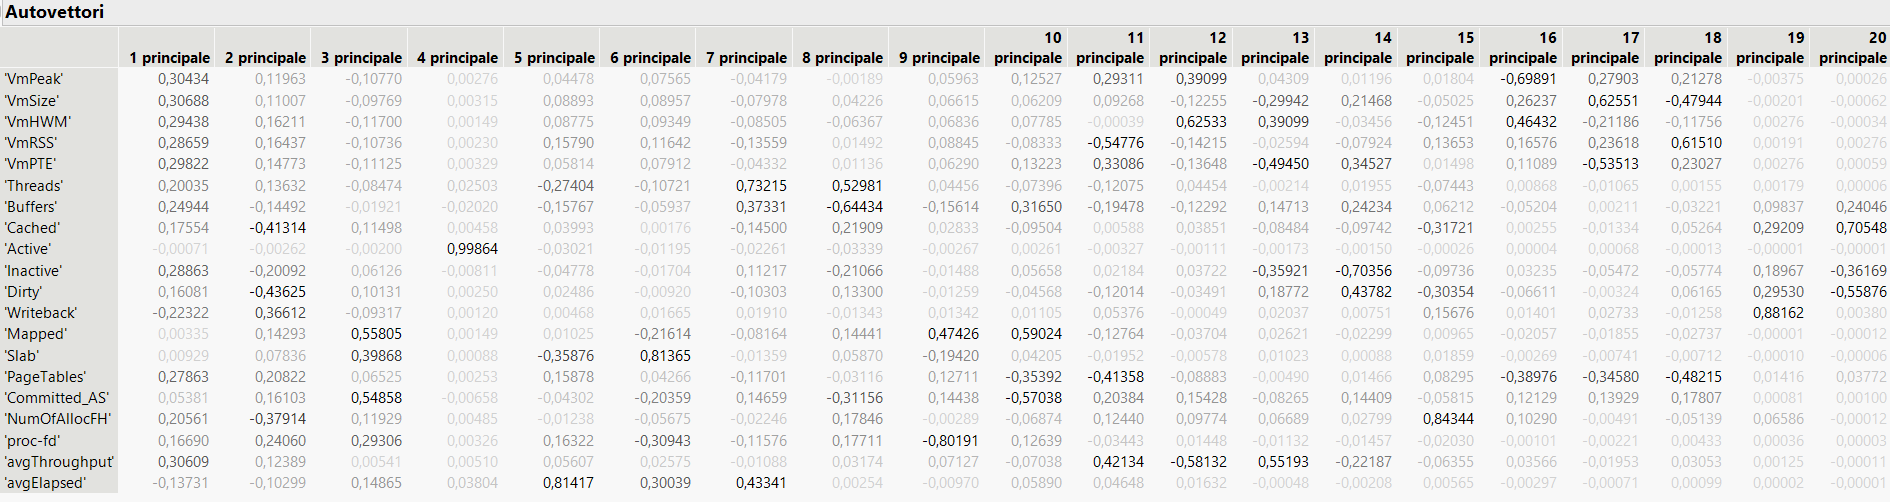 Autovettori
10 11 12 13 14 15 16 17 18 19 20
1 principale 2 principale 3 principale 4 principale 5 principale 6 principale 7 principale 8 principale 9 principale principale principale principale principale principale principale principale principale principale principale principale
'VmPeak' 0,30434 0,11963 -0,10770 0,00276 0,04478 0,07565 -0,04179 -0,00189 0,05963 0,12527 0,29311 0,39099 0,04309 0,01196 0,01804 -0,69891 0,27903 0,21278 -0,00375 0,00026
'VmSize' 0,30688 0,11007 -0,09769 0,00315 0,08893 0,08957 -0,07978 0,04226 0,06615 0,06209 0,09268 -0,12255 -0,29942 0,21468 -0,05025 0,26237 0,62551 -0,47944 -0,00201 -0,00062
'VmHWM' 0,29438 0,16211 -0,11700 0,00149 0,08775 0,09349 -0,08505 -0,06367 0,06836 0,07785 -0,00039 0,62533 0,39099 -0,03456 -0,12451 0,46432 -0,21186 -0,11756 0,00276 -0,00034
'VmRSS' 0,28659 0,16437 -0,10736 0,00230 0,15790 0,11642 -0,13559 0,01492 0,08845 -0,08333 -0,54776 -0,14215 -0,02594 -0,07924 0,13653 0,16576 0,23618 0,61510 0,00191 0,00276
'VmPTE' 0,29822 0,14773 -0,11125 0,00329 0,05814 0,07912 -0,04332 0,01136 0,06290 0,13223 0,33086 -0,13648 -0,49450 0,34527 0,01498 0,11089 -0,53513 0,23027 0,00276 0,00059
'Threads' 0,20035 0,13632 -0,08474 0,02503 -0,27404 -0,10721 0,73215 0,52981 0,04456 -0,07396 -0,12075 0,04454 -0,00214 0,01955 -0,07443 0,00868 -0,01065 0,00155 0,00179 0,00006
'Buffers' 0,24944 -0,14492 -0,01921 -0,02020 -0,15767 -0,05937 0,37331 -0,64434 -0,15614 0,31650 -0,19478 -0,12292 0,14713 0,24234 0,06212 -0,05204 0,00211 -0,03221 0,09837 0,24046
'Cached' 0,17554 -0,41314 0,11498 0,00458 0,03993 0,00176 -0,14500 0,21909 0,02833 -0,09504 0,00588 0,03851 -0,08484 -0,09742 -0,31721 0,00255 -0,01334 0,05264 0,29209 0,70548
'Active' -0,00071 -0,00262 -0,00200 0,99864 -0,03021 -0,01195 -0,02261 -0,03339 -0,00267 0,00261 -0,00327 -0,00111 -0,00173 -0,00150 -0,00026 0,00004 0,00068 -0,00013 -0,00001 -0,00001
'Inactive' 0,28863 -0,20092 0,06126 -0,00811 -0,04778 -0,01704 0,11217 -0,21066 -0,01488 0,05658 0,02184 0,03722 -0,35921 -0,70356 -0,09736 0,03235 -0,05472 -0,05774 0,18967 -0,36169
'Dirty' 0,16081 -0,43625 0,10131 0,00250 0,02486 -0,00920 -0,10303 0,13300 -0,01259 -0,04568 -0,12014 -0,03491 0,18772 0,43782 -0,30354 -0,06611 -0,00324 0,06165 0,29530 -0,55876
'Writeback' -0,22322 0,36612 -0,09317 0,00120 0,00468 0,01665 0,01910 -0,01343 0,01342 0,01105 0,05376 -0,00049 0,02037 0,00751 0,15676 0,01401 0,02733 -0,01258 0,88162 0,00380
'Mapped' 0,00335 0,14293 0,55805 0,00149 0,01025 -0,21614 -0,08164 0,14441 0,47426 0,59024 -0,12764 -0,03704 0,02621 -0,02299 0,00965 -0,02057 -0,01855 -0,02737 -0,00001 -0,00012
'Slab' 0,00929 0,07836 0,39868 0,00088 -0,35876 0,81365 -0,01359 0,05870 -0,19420 0,04205 -0,01952 -0,00578 0,01023 0,00088 0,01859 -0,00269 -0,00741 -0,00712 -0,00010 -0,00006
'PageTables' 0,27863 0,20822 0,06525 0,00253 0,15878 0,04266 -0,11701 -0,03116 0,12711 -0,35392 -0,41358 -0,08883 -0,00490 0,01466 0,08295 -0,38976 -0,34580 -0,48215 0,01416 0,03772
'Committed_AS' 0,05381 0,16103 0,54858 -0,00658 -0,04302 -0,20359 0,14659 -0,31156 0,14438 -0,57038 0,20384 0,15428 -0,08265 0,14409 -0,05815 0,12129 0,13929 0,17807 0,00081 0,00100
'NumOfAllocFH' 0,20561 -0,37914 0,11929 0,00485 -0,01238 -0,05675 -0,02246 0,17846 -0,00289 -0,06874 0,12440 0,09774 0,06689 0,02799 0,84344 0,10290 -0,00491 -0,05139 0,06586 -0,00012
'proc-fd' 0,16690 0,24060 0,29306 0,00326 0,16322 -0,30943 -0,11576 0,17711 -0,80191 0,12639 -0,03443 0,01448 -0,01132 -0,01457 -0,02030 -0,00101 -0,00221 0,00433 0,00036 0,00003
'avgThroughput' 0,30609 0,12389 0,00541 0,00510 0,05607 0,02575 -0,01088 0,03174 0,07127 -0,07038 0,42134 -0,58132 0,55193 -0,22187 -0,06355 0,03566 -0,01953 0,03053 0,00125 -0,00011
'avgElapsed' -0,13731 -0,10299 0,14865 0,03804 0,81417 0,30039 0,43341 0,00254 -0,00970 0,05890 0,04648 0,01632 -0,00048 -0,00208 0,00565 -0,00297 -0,00071 0,00099 0,00002 -0,00001